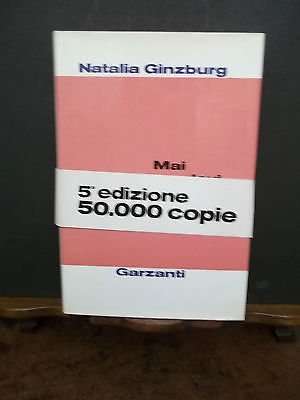 Natalia Ginzburg
Mai
5ª edizione
50.000 copie
Garzanti